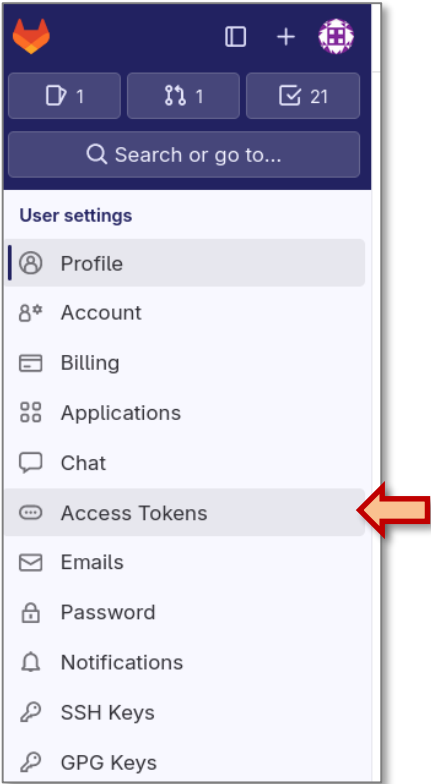 1
1
21
Search or go to...
User settings
Profile
Account
Billing
Applications
Chat
Access Tokens
Emails
Password
Notifications
SSH Keys
GPG Keys